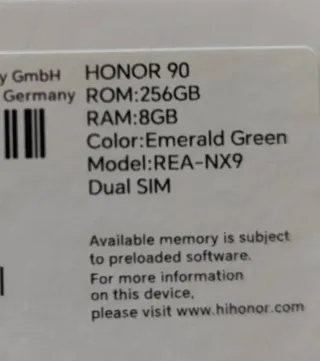 y GmbH HONOR 90
Germany ROM:256GB
RAM:8GB
Color:Emerald Green
Model:REA-NX9
Dual SIM
Available memory is subject
to preloaded software.
For more information
on this device,
please visit www.hihonor.com